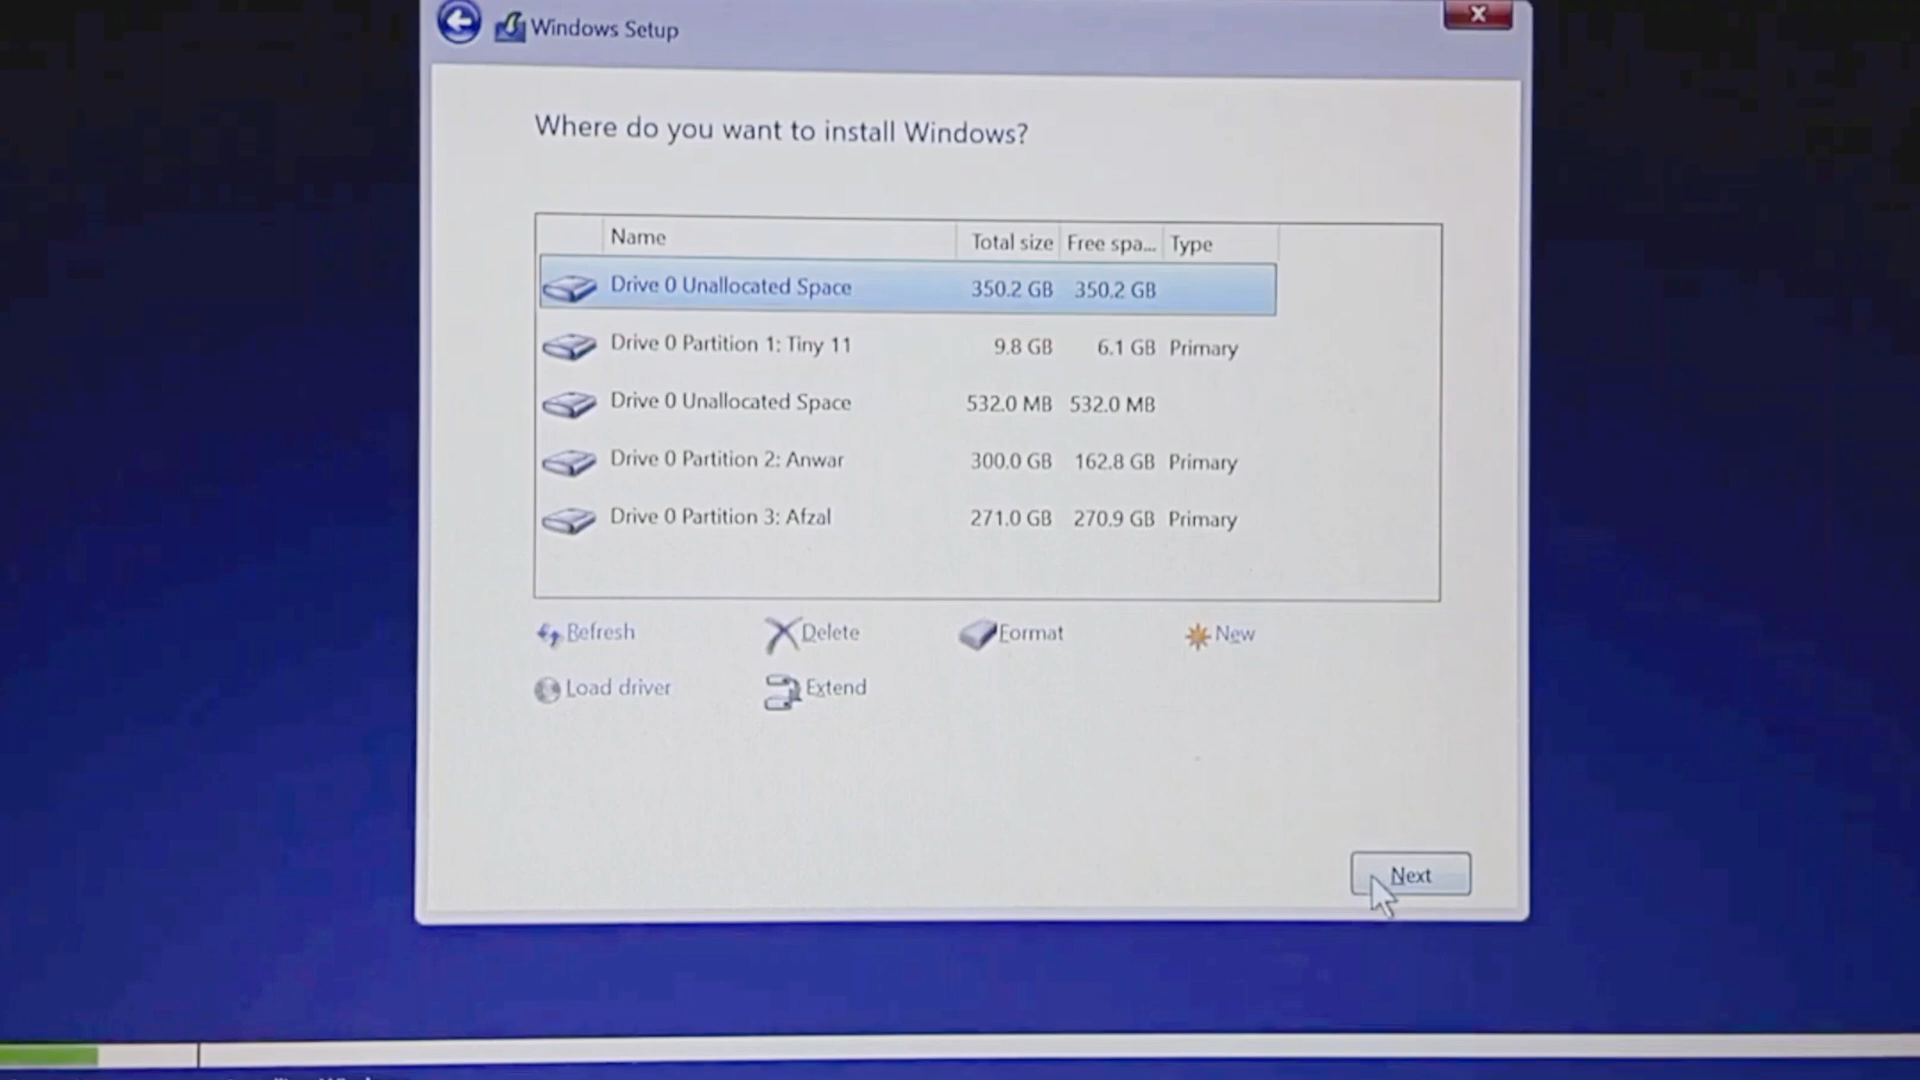 Windows Setup
Where do you want to install Windows?
Name Total size Free spa... Type
Drive 0 Unallocated Space 350.2 GB 350.2 GB
Drive 0 Partition 1: Tiny 11 9.8 GB 6.1 GB Primary
Drive 0 Unallocated Space 532.0 MB 532.0 MB
Drive 0 Partition 2: Anwar 300.0 GB 162.8 GB Primary
Drive 0 Partition 3: Afzal 271.0 GB 270.9 GB Primary
Refresh Delete Format New
Load driver Extend
Next